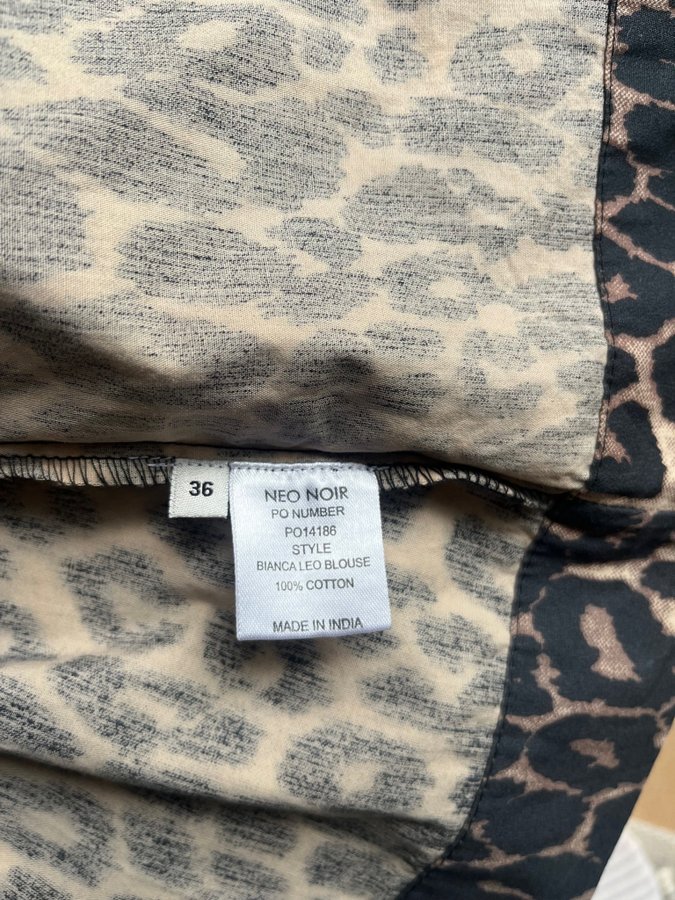 36
NEO NOIR
PO NUMBER
PO14186
STYLE
BIANCA LEO BLOUSE
100% COTTON
MADE IN INDIA